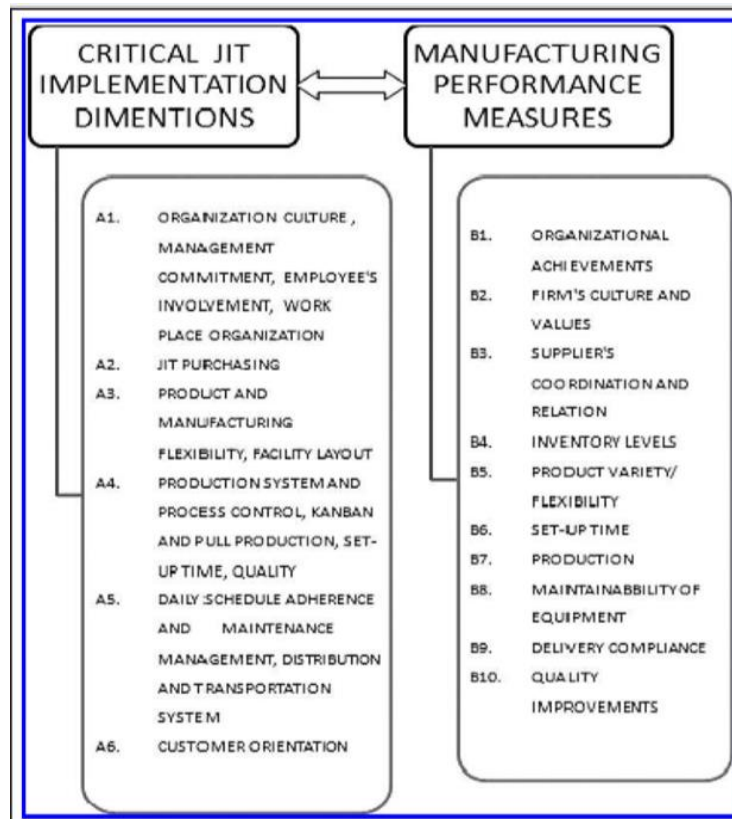 CRITICAL JIT
IMPLEMENTATION
DIMENTIONS
MANUFACTURING
PERFORMANCE
MEASURES
A1. ORGANIZATION CULTURE,
MANAGEMENT
COMMITMENT, EMPLOYEE'S
INVOLVEMENT, WORK
PLACE ORGANIZATION
A2. JIT PURCHASING
A3. PRODUCT AND
MANUFACTURING
FLEXIBILITY, FACILITY LAYOUT
A4. PRODUCTION SYSTEM AND
PROCESS CONTROL, KANBAN
AND PULL PRODUCTION, SET-
UP TIME, QUALITY
A5. DAILY SCHEDULE ADHERENCE
AND MAINTENANCE
MANAGEMENT, DISTRIBUTION
AND TRANSPORTATION
SYSTEM
A6. CUSTOMER ORIENTATION
B1. ORGANIZATIONAL
ACHIEVEMENTS
B2. FIRM'S CULTURE AND
VALUES
B3. SUPPLIER'S
COORDINATION AND
RELATION
B4. INVENTORY LEVELS
B5. PRODUCT VARIETY/
FLEXIBILITY
B6. SET-UP TIME
B7. PRODUCTION
B8. MAINTAINABBILITY OF
EQUIPMENT
B9. DELIVERY COMPLIANCE
B10. QUALITY
IMPROVEMENTS